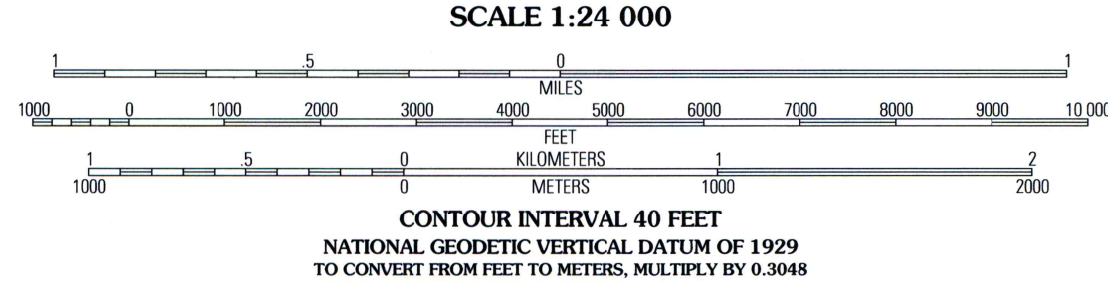 SCALE 1:24 000
1 .5 0 1
MILES
1000 0 1000 2000 3000 4000 5000 6000 7000 8000 9000 10 000
FEET
1 .5 0 KILOMETERS 1 2
1000 0 METERS 1000 2000
CONTOUR INTERVAL 40 FEET
NATIONAL GEODETIC VERTICAL DATUM OF 1929
TO CONVERT FROM FEET TO METERS, MULTIPLY BY 0.3048